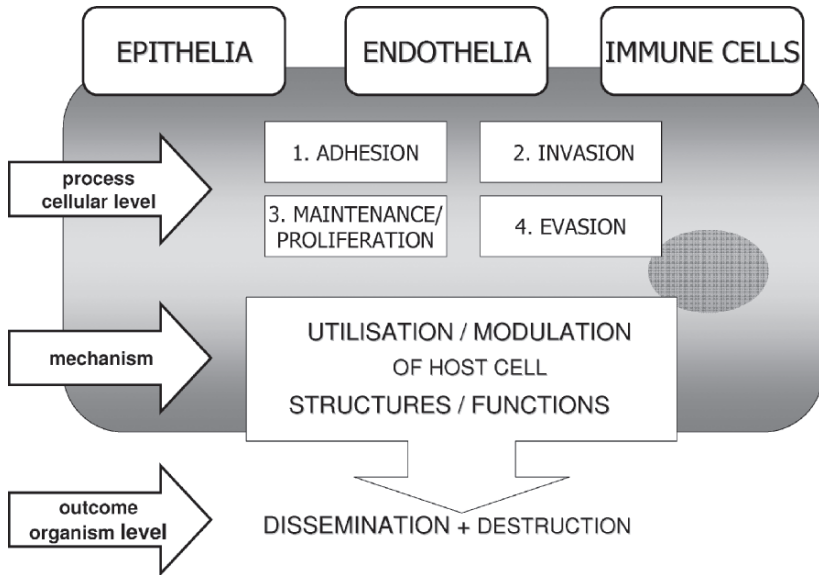 EPITHELIA
ENDOTHELIA
IMMUNE CELLS
process
cellular level
1. ADHESION
2. INVASION
3. MAINTENANCE/
PROLIFERATION
4. EVASION
mechanism
UTILISATION / MODULATION
OF HOST CELL
STRUCTURES / FUNCTIONS
outcome
organism level
DISSEMINATION + DESTRUCTION